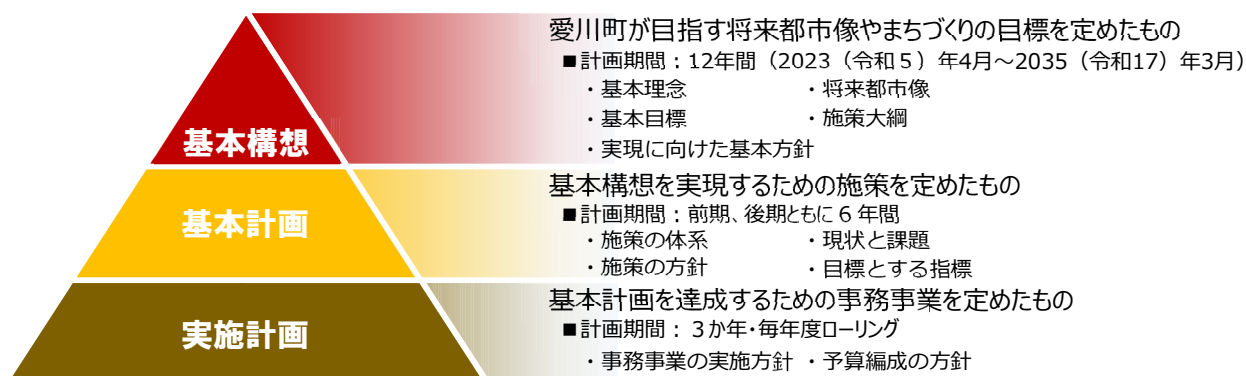 愛川町が目指す将来都市像やまちづくりの目標を定めたもの
■計画期間：12年間（2023（令和５）年4月～2035（令和17）年3月）
・基本理念 ・将来都市像
・基本目標 ・施策大綱
・実現に向けた基本方針
基本構想
基本構想を実現するための施策を定めたもの
■計画期間：前期、後期ともに６年間
・施策の体系 ・現状と課題
・施策の方針 ・目標とする指標
基本計画
基本計画を達成するための事務事業を定めたもの
■計画期間：３か年・毎年度ローリング
・事務事業の実施方針 ・予算編成の方針
実施計画